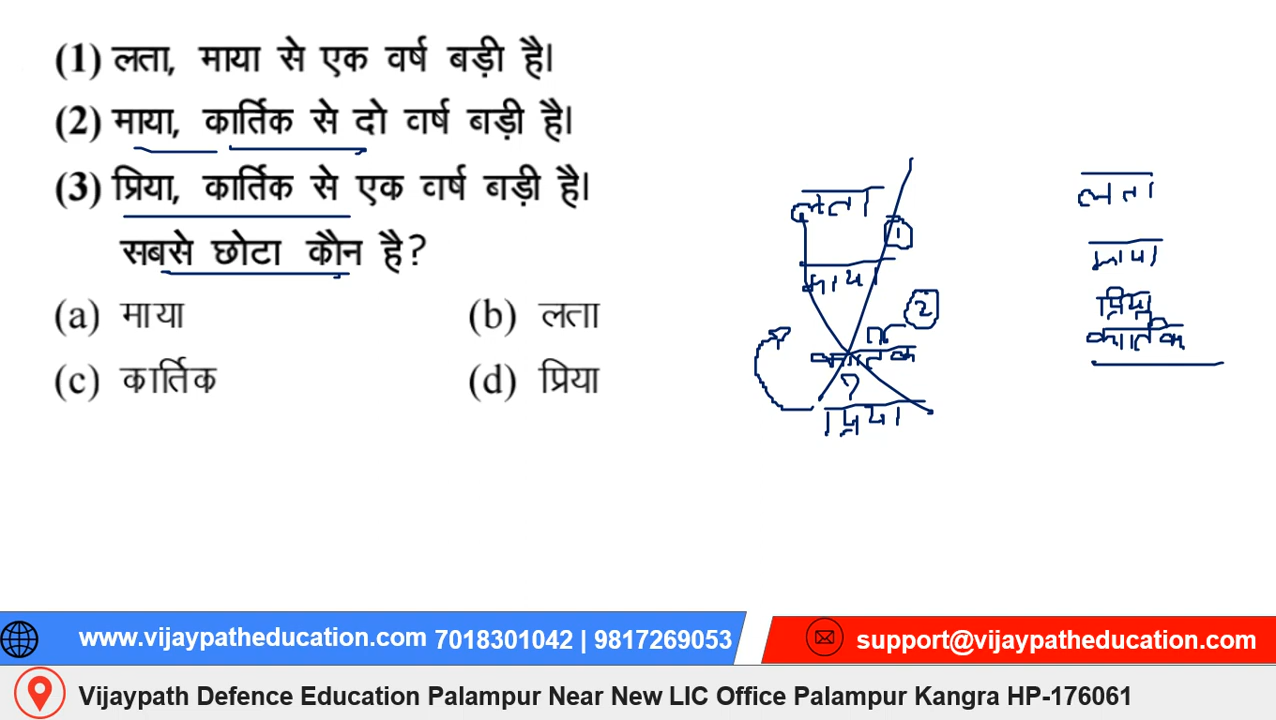 (1) लता, माया से एक वर्ष बड़ी है।
(2) माया, कार्तिक से दो वर्ष बड़ी है।
(3) प्रिया, कार्तिक से एक वर्ष बड़ी है।
सबसे छोटा कौन है?
(a) माया (b) लता
(c) कार्तिक (d) प्रिया
लता
1
माया
2
कार्तिक
?
प्रिया
लता
माया
प्रिया
कार्तिक
www.vijaypatheducation.com 7018301042 | 9817269053
support@vijaypatheducation.com
Vijaypath Defence Education Palampur Near New LIC Office Palampur Kangra HP-176061